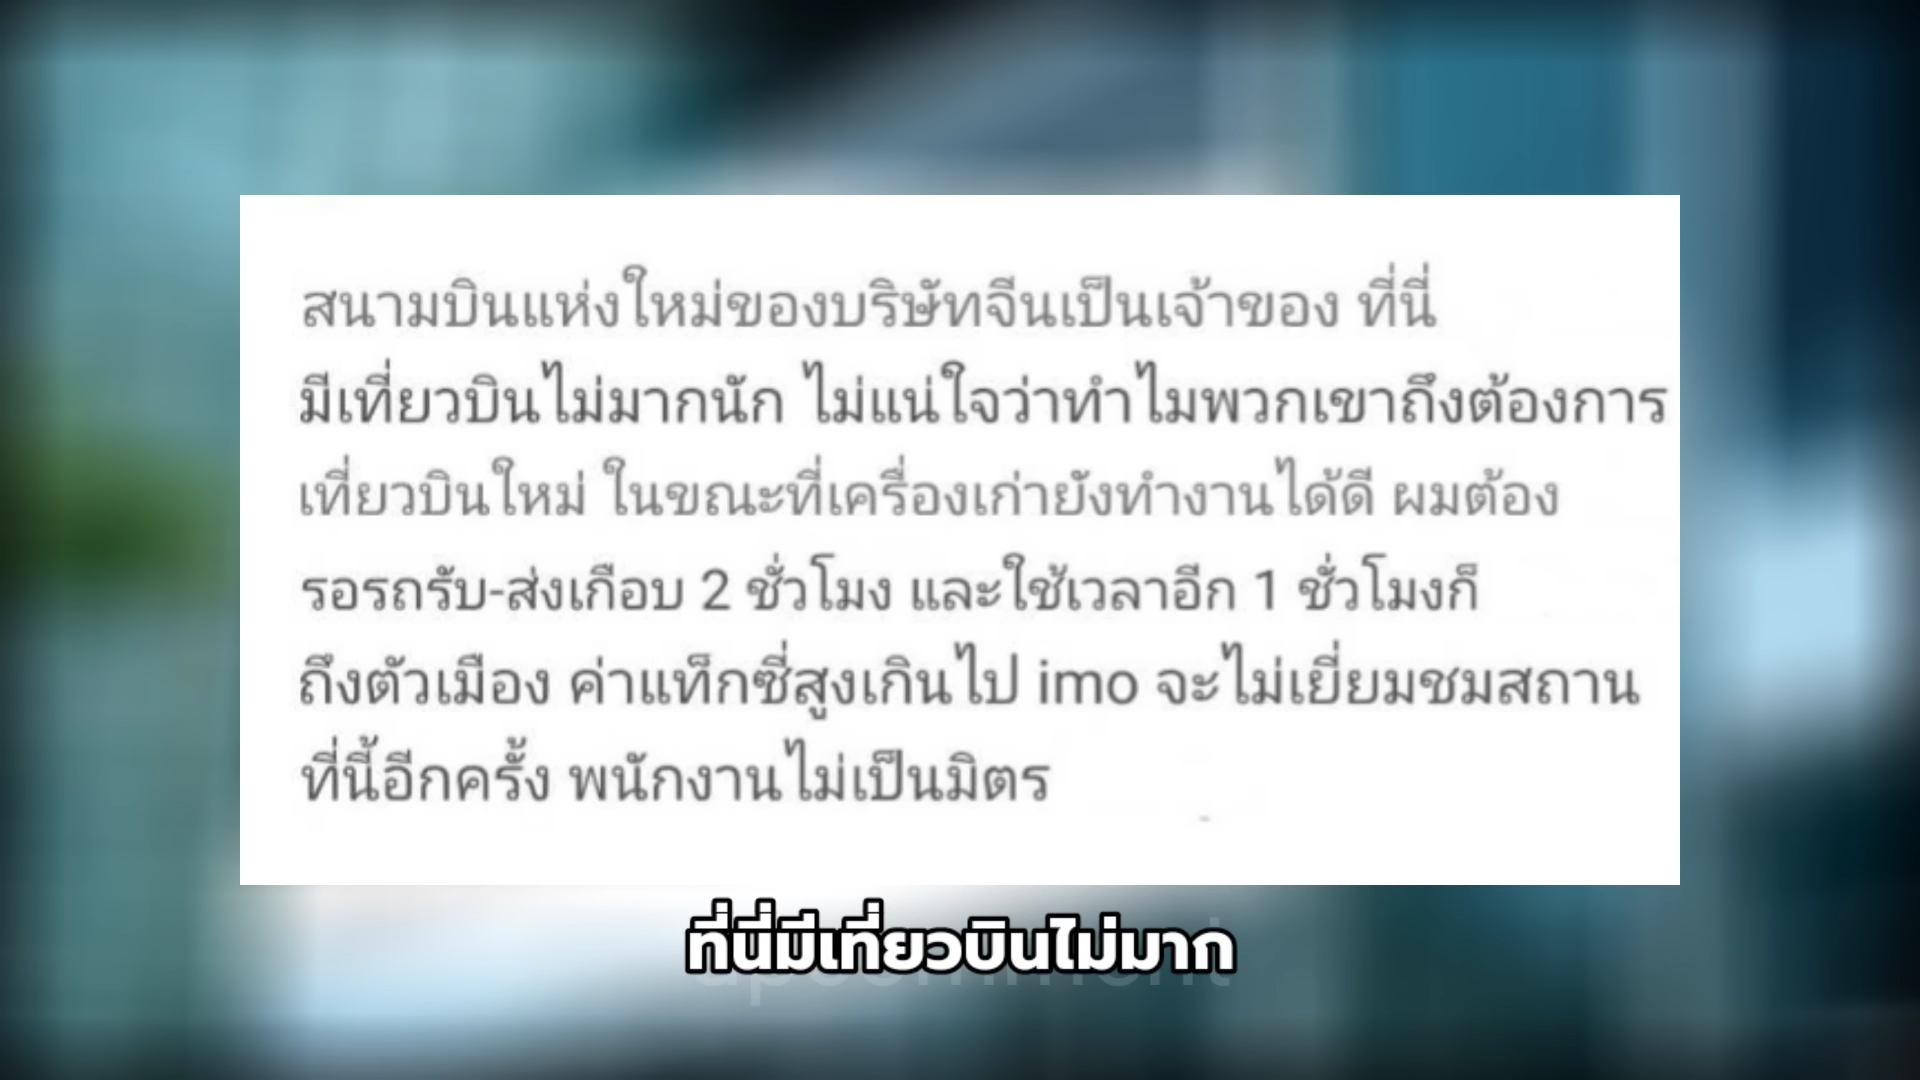 สนามบินแห่งใหม่ของบริษัทจีนเป็นเจ้าของ ที่นี่
มีเที่ยวบินไม่มากนัก ไม่แน่ใจว่าทำไมพวกเขาถึงต้องการ
เที่ยวบินใหม่ ในขณะที่เครื่องเก่ายังทำงานได้ดี ผมต้อง
รอรถรับ-ส่งเกือบ 2 ชั่วโมง และใช้เวลาอีก 1 ชั่วโมงก็
ถึงตัวเมือง ค่าแท็กซี่สูงเกินไป imo จะไม่เยี่ยมชมสถาน
ที่นี้อีกครั้ง พนักงานไม่เป็นมิตร
ที่นี่มีเที่ยวบินไม่มาก